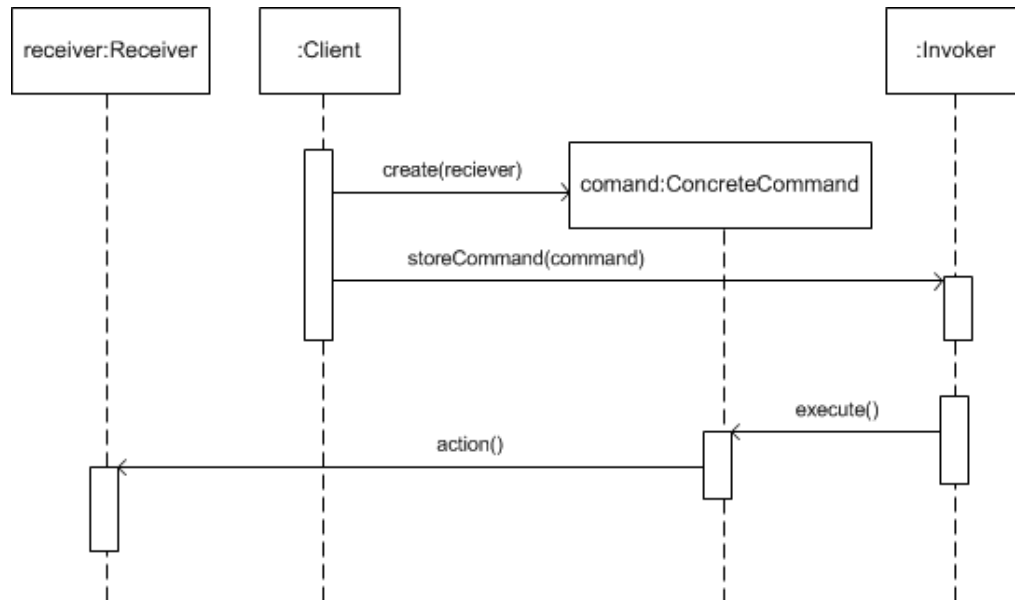 receiver:Receiver
:Client
:Invoker
create(reciever)
comand:ConcreteCommand
storeCommand(command)
execute()
action()